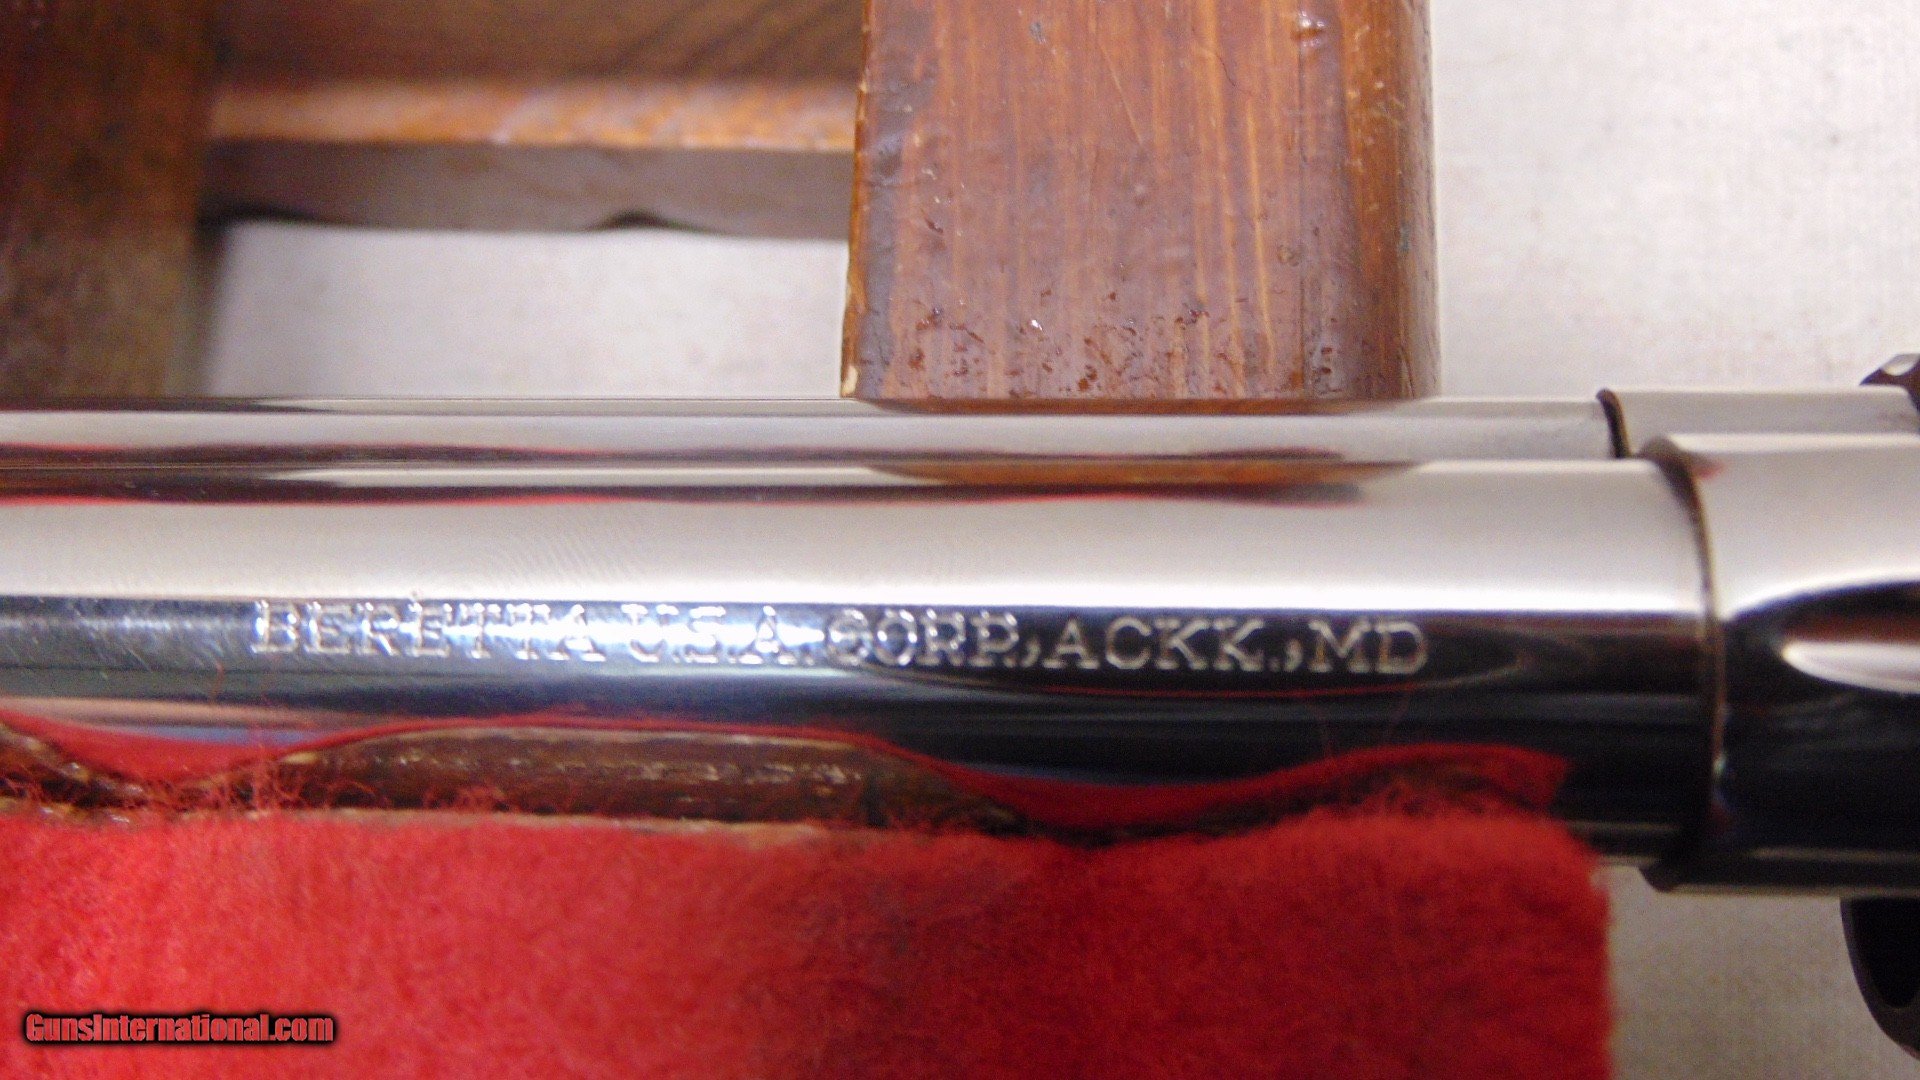 BERETTA U.S.A. CORP., ACKK., MD
GunsInternational.com